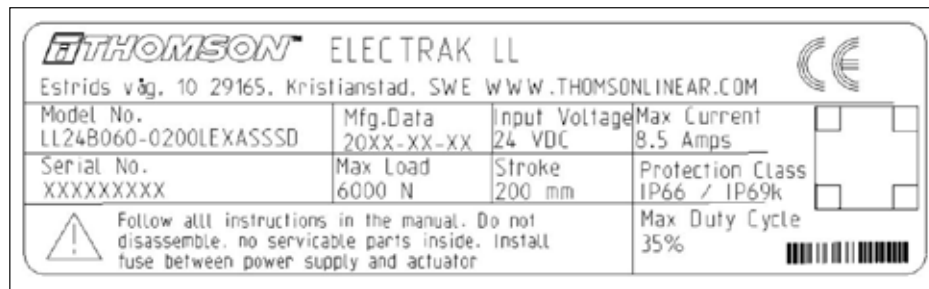 THOMSON™ ELECTRAK LL
Estrids våg, 10 29165, Kristianstad, SWE WWW.THOMSONLINEAR.COM
CE
Model No.
LL24B060-0200LEXASSSD
Mfg.Data
20XX-XX-XX
Input Voltage
24 VDC
Max Current
8.5 Amps
Serial No.
XXXXXXXXX
Max Load
6000 N
Stroke
200 mm
Protection Class
IP66 / IP69k
Follow alll instructions in the manual. Do not
disassemble. no servicable parts inside. Install
fuse between power supply and actuator
Max Duty Cycle
35%